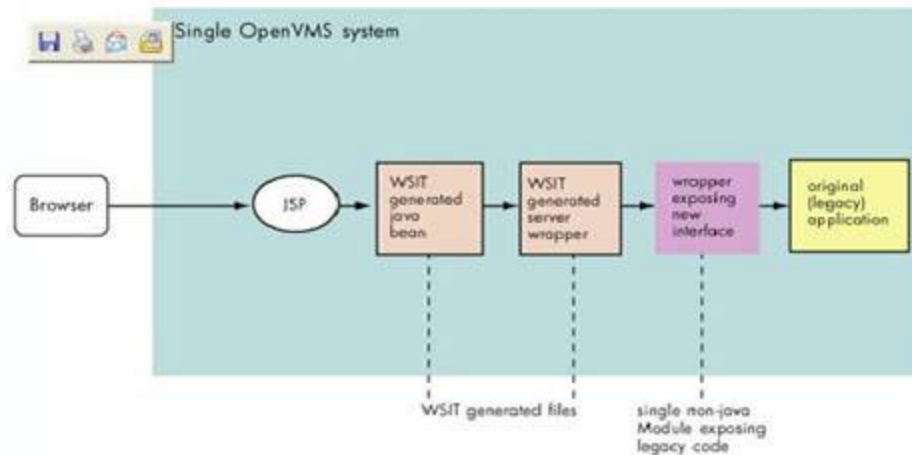 Single OpenVMS system
Browser
JSP
WSIT
generated
java
bean
WSIT
generated
server
wrapper
wrapper
exposing
new
interface
original
(legacy)
application
WSIT generated files
single non-java
Module exposing
legacy code